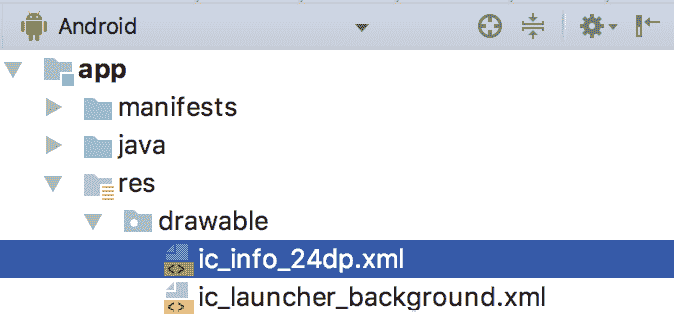 Android
app
manifests
java
res
drawable
ic_info_24dp.xml
ic_launcher_background.xml